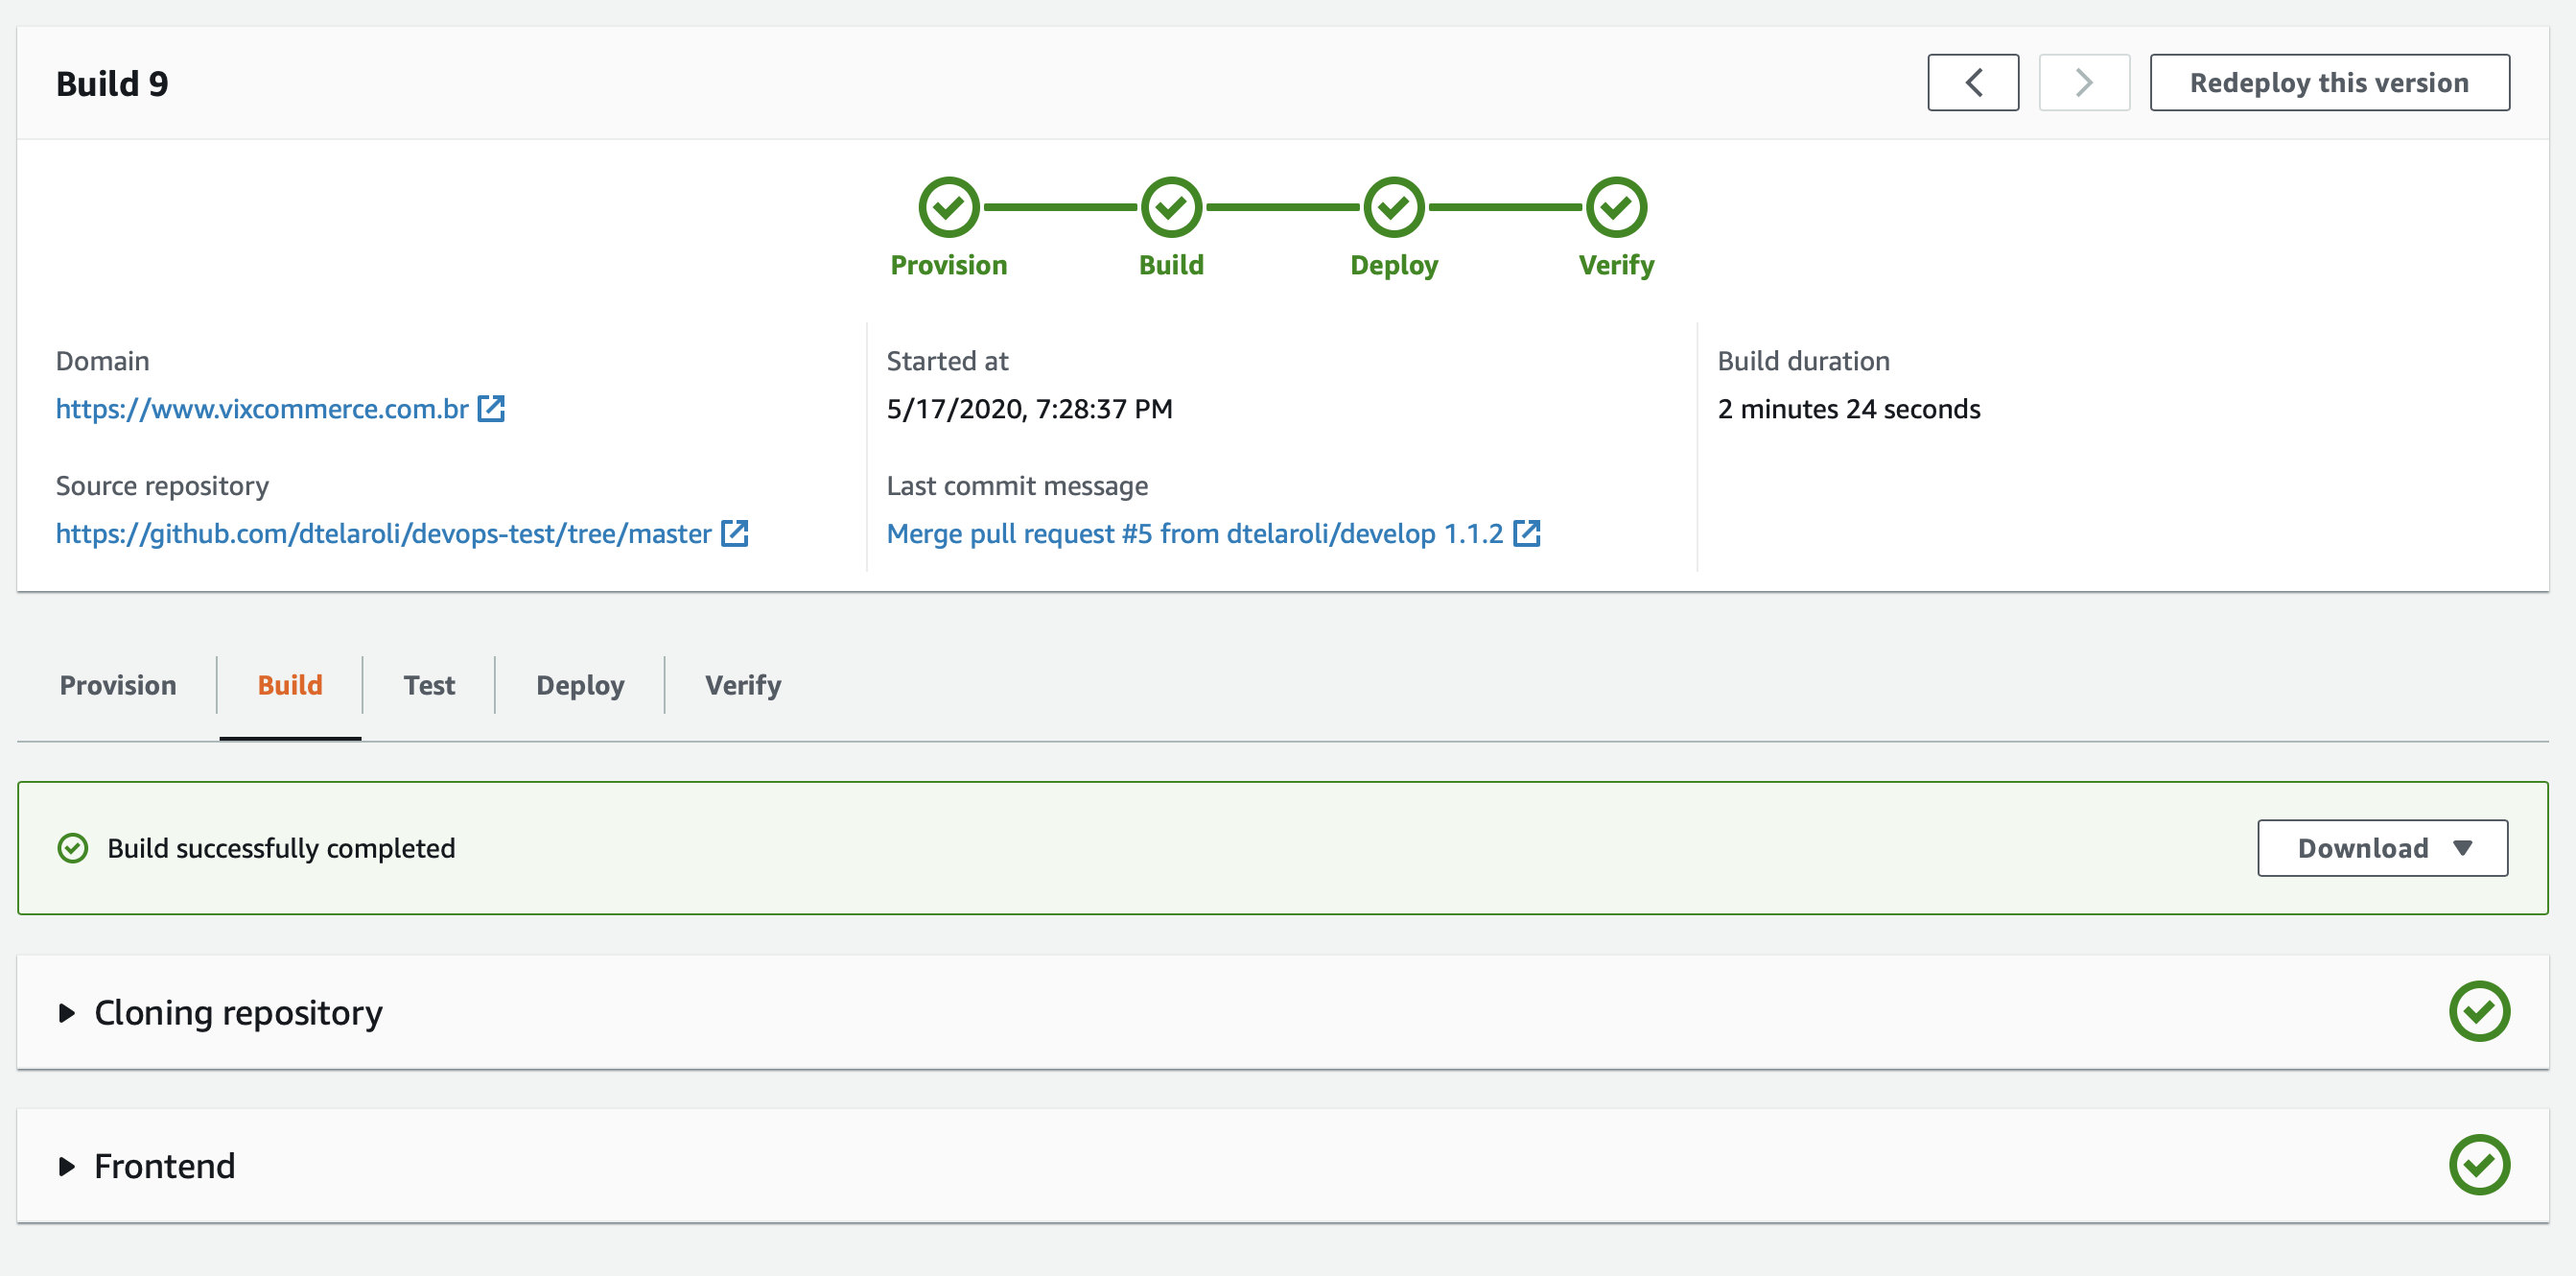 Build 9
Redeploy this version
Provision Build Deploy Verify
Domain
https://www.vixcommerce.com.br
Started at
5/17/2020, 7:28:37 PM
Build duration
2 minutes 24 seconds
Source repository
https://github.com/dtelaroli/devops-test/tree/master
Last commit message
Merge pull request #5 from dtelaroli/develop 1.1.2
Provision Build Test Deploy Verify
Build successfully completed
Download
Cloning repository
Frontend